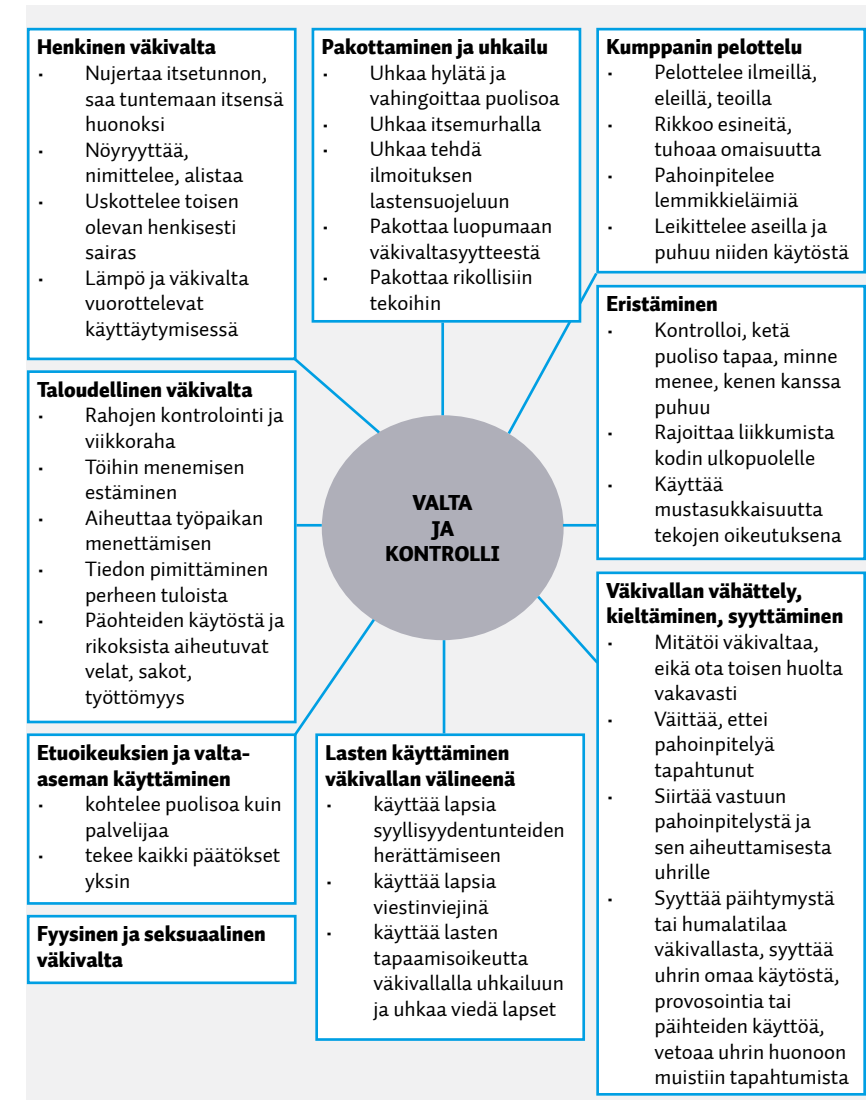 Henkinen väkivalta
· Nujertaa itsetunnon,
saa tuntemaan itsensä
huonoksi
· Nöyryyttää,
nimittelee, alistaa
· Uskottelee toisen
olevan henkisesti
sairas
· Lämpö ja väkivalta
vuorottelevat
käyttäytymisessä
Pakottaminen ja uhkailu
· Uhkaa hylätä ja
vahingoittaa puolisoa
· Uhkaa itsemurhalla
· Uhkaa tehdä
ilmoituksen
lastensuojeluun
· Pakottaa luopumaan
väkivaltasyytteestä
· Pakottaa rikollisiin
tekoihin
Kumppanin pelottelu
· Pelottelee ilmeillä,
eleillä, teoilla
· Rikkoo esineitä,
tuhoaa omaisuutta
· Pahoinpitelee
lemmikkieläimiä
· Leikittelee aseilla ja
puhuu niiden käytöstä
Taloudellinen väkivalta
· Rahojen kontrolointi ja
viikkoraha
· Töihin menemisen
estäminen
· Aiheuttaa työpaikan
menettämisen
· Tiedon pimittäminen
perheen tuloista
· Päohteiden käytöstä ja
rikoksista aiheutuvat
velat, sakot,
työttömyys
VALTA
JA
KONTROLLI
Eristäminen
· Kontrolloi, ketä
puoliso tapaa, minne
menee, kenen kanssa
puhuu
· Rajoittaa liikkumista
kodin ulkopuolelle
· Käyttää
mustasukkaisuutta
tekojen oikeutuksena
Etuoikeuksien ja valta-
aseman käyttäminen
· kohtelee puolisoa kuin
palvelijaa
· tekee kaikki päätökset
yksin
Fyysinen ja seksuaalinen
väkivalta
Lasten käyttäminen
väkivallan välineenä
· käyttää lapsia
syyllisyydentunteiden
herättämiseen
· käyttää lapsia
viestinviejinä
· käyttää lasten
tapaamisoikeutta
väkivallalla uhkailuun
ja uhkaa viedä lapset
Väkivallan vähättely,
kieltäminen, syyttäminen
· Mitätöi väkivaltaa,
eikä ota toisen huolta
vakavasti
· Väittää, ettei
pahoinpitelyä
tapahtunut
· Siirtää vastuun
pahoinpitelystä ja
sen aiheuttamisesta
uhrille
· Syyttää päihtymystä
tai humalatilaa
väkivallasta, syyttää
uhrin omaa käytöstä,
provosointia tai
päihteiden käyttöä,
vetoaa uhrin huonoon
muistiin tapahtumista